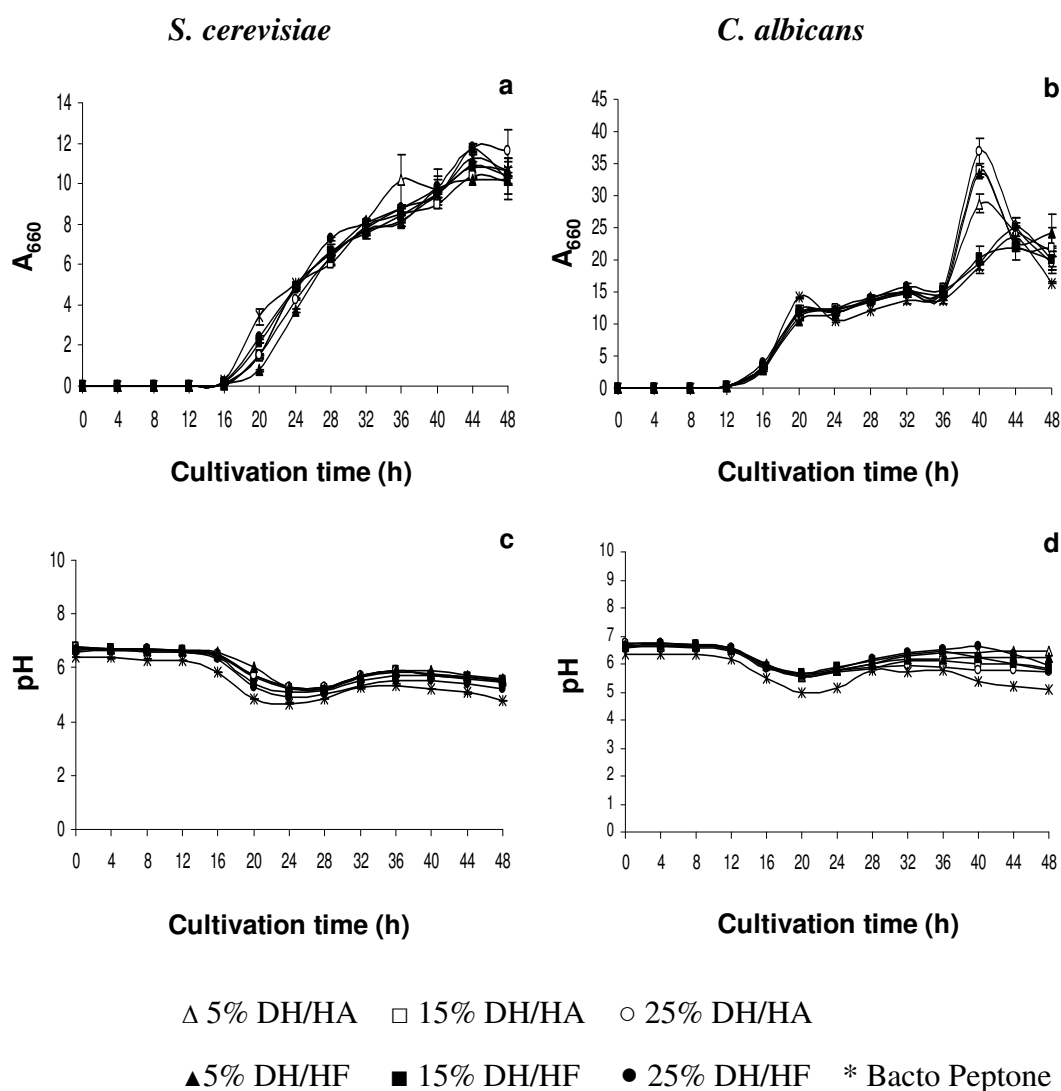 S. cerevisiae
C. albicans
a
14
12
10
8
6
4
2
0
A660
0 4 8 12 16 20 24 28 32 36 40 44 48
Cultivation time (h)
b
45
40
35
30
25
20
15
10
5
0
A660
0 4 8 12 16 20 24 28 32 36 40 44 48
Cultivation time (h)
c
10
8
6
4
2
0
pH
0 4 8 12 16 20 24 28 32 36 40 44 48
Cultivation time (h)
d
10
9
8
7
6
5
4
3
2
1
0
pH
0 4 8 12 16 20 24 28 32 36 40 44 48
Cultivation time (h)
△ 5% DH/HA □ 15% DH/HA ○ 25% DH/HA
▲5% DH/HF ■ 15% DH/HF ● 25% DH/HF * Bacto Peptone